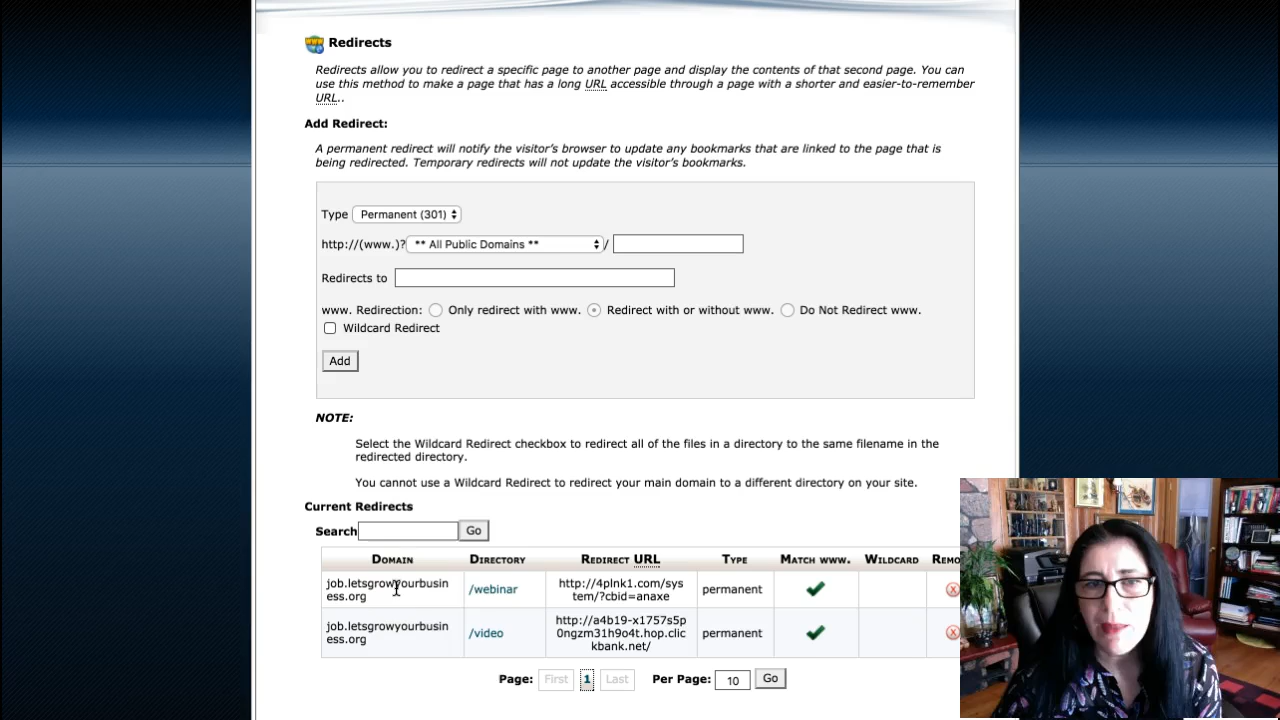 Redirects
Redirects allow you to redirect a specific page to another page and display the contents of that second page. You can
use this method to make a page that has a long URL accessible through a page with a shorter and easier-to-remember
URL..
Add Redirect:
A permanent redirect will notify the visitor's browser to update any bookmarks that are linked to the page that is
being redirected. Temporary redirects will not update the visitor's bookmarks.
Type Permanent (301)
http://(www.)? ** All Public Domains ** /
Redirects to
www. Redirection: Only redirect with www. Redirect with or without www. Do Not Redirect www.
Wildcard Redirect
Add
NOTE:
Select the Wildcard Redirect checkbox to redirect all of the files in a directory to the same filename in the
redirected directory.
You cannot use a Wildcard Redirect to redirect your main domain to a different directory on your site.
Current Redirects
Search Go
DOMAIN DIRECTORY REDIRECT URL TYPE MATCH WWW. WILDCARD REMO
job.letsgrowyourbusin
ess.org
/webinar
http://4plnk1.com/sys
tem/?cbid=anaxe
permanent
job.letsgrowyourbusin
ess.org
/video
http://a4b19-x1757s5p
0ngzm31h9o4t.hop.clic
kbank.net/
permanent
Page: First 1 Last Per Page: 10 Go